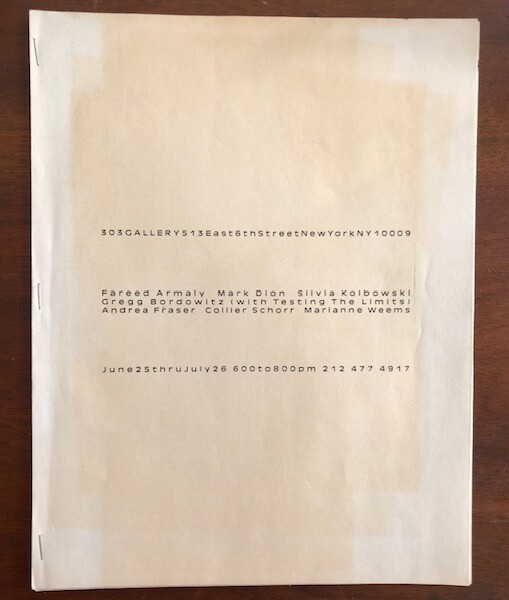 303GALLERY513East6thStreetNewYorkNY10009
Fareed Armaly Mark Dion Silvia Kolbowski
Gregg Bordowitz (with Testing The Limits)
Andrea Fraser Collier Schorr Marianne Weems
June25thruJuly26 600to800pm 212 477 4917